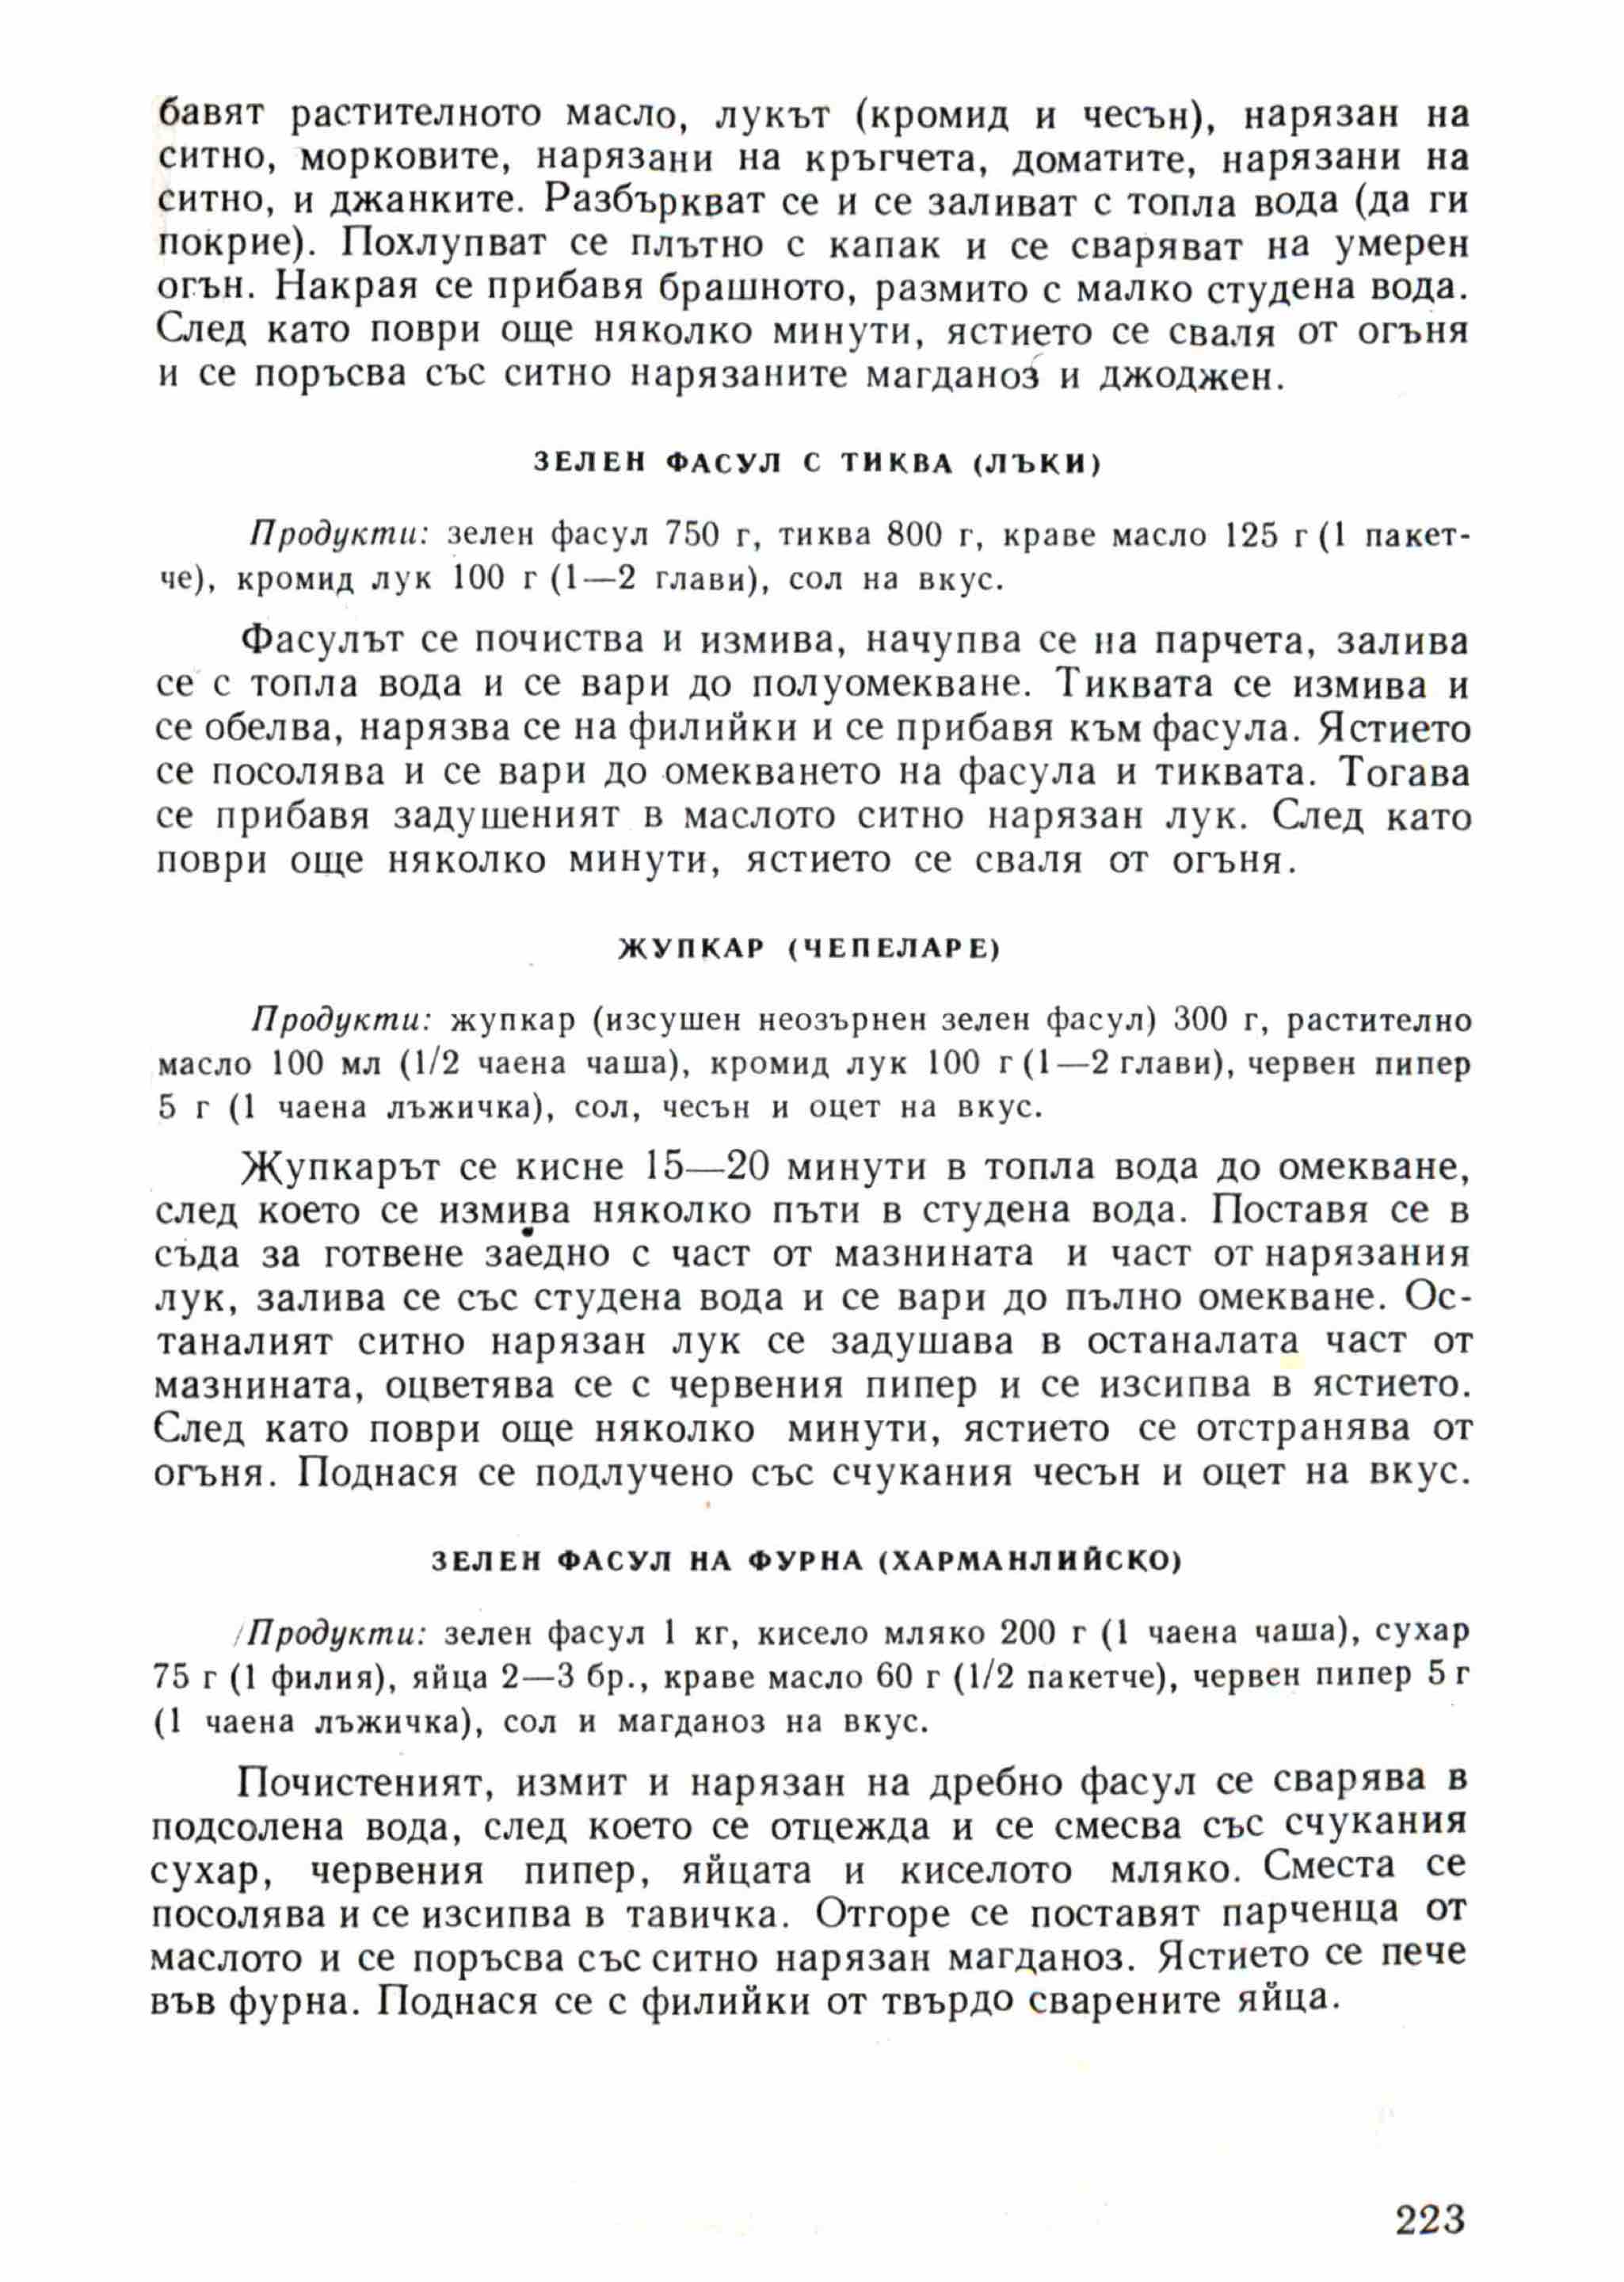 бавят растителното масло, лукът (кромид и чесън), нарязан на
ситно, морковите, нарязани на кръгчета, доматите, нарязани на
ситно, и джанките. Разбъркват се и се заливат с топла вода (да ги
покрие). Похлупват се плътно с капак и се сваряват на умерен
огън. Накрая се прибавя брашното, размито с малко студена вода.
След като поври още няколко минути, ястието се сваля от огъня
и се поръсва със ситно нарязаните магданоз и джоджен.
ЗЕЛЕН ФАСУЛ С ТИКВА (ЛЪКИ)
Продукти: зелен фасул 750 г, тиква 800 г, краве масло 125 г (1 пакет-
че), кромид лук 100 г (1—2 глави), сол на вкус.
Фасулът се почиства и измива, начупва се на парчета, залива
се с топла вода и се вари до полуомекване. Тиквата се измива и
се обелва, нарязва се на филийки и се прибавя към фасула. Ястието
се посолява и се вари до омекването на фасула и тиквата. Тогава
се прибавя задушеният в маслото ситно нарязан лук. След като
поври още няколко минути, ястието се сваля от огъня.
ЖУПКАР (ЧЕПЕЛАРЕ)
Продукти: жупкар (изсушен неозърнен зелен фасул) 300 г, растително
масло 100 мл (1/2 чаена чаша), кромид лук 100 г (1—2 глави), червен пипер
5 г (1 чаена лъжичка), сол, чесън и оцет на вкус.
Жупкарът се кисне 15—20 минути в топла вода до омекване,
след което се измива няколко пъти в студена вода. Поставя се в
съда за готвене заедно с част от мазнината и част от нарязания
лук, залива се със студена вода и се вари до пълно омекване. Ос-
таналият ситно нарязан лук се задушава в останалата част от
мазнината, оцветява се с червения пипер и се изсипва в ястието.
След като поври още няколко минути, ястието се отстранява от
огъня. Поднася се подлучено със счукания чесън и оцет на вкус.
ЗЕЛЕН ФАСУЛ НА ФУРНА (ХАРМАНЛИЙСКО)
Продукти: зелен фасул 1 кг, кисело мляко 200 г (1 чаена чаша), сухар
75 г (1 филия), яйца 2—3 бр., краве масло 60 г (1/2 пакетче), червен пипер 5 г
(1 чаена лъжичка), сол и магданоз на вкус.
Почистеният, измит и нарязан на дребно фасул се сварява в
подсолена вода, след което се отцежда и се смесва със счукания
сухар, червения пипер, яйцата и киселото мляко. Сместа се
посолява и се изсипва в тавичка. Отгоре се поставят парченца от
маслото и се поръсва със ситно нарязан магданоз. Ястието се пече
във фурна. Поднася се с филийки от твърдо сварените яйца.
223